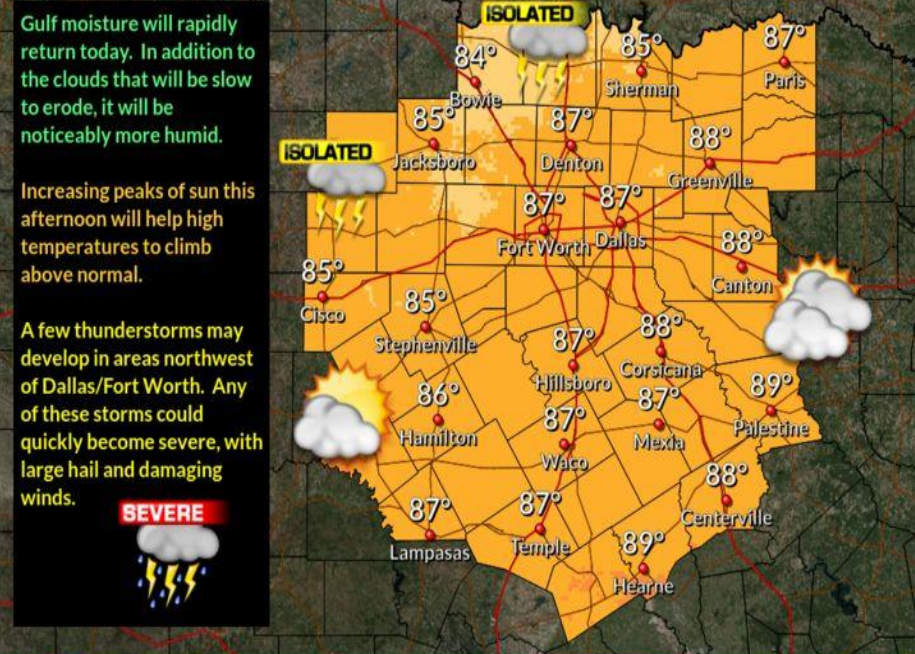 Gulf moisture will rapidly
return today. In addition to
the clouds that will be slow
to erode, it will be
noticeably more humid.
Increasing peaks of sun this
afternoon will help high
temperatures to climb
above normal.
A few thunderstorms may
develop in areas northwest
of Dallas/Fort Worth. Any
of these storms could
quickly become severe, with
large hail and damaging
winds.
SEVERE
ISOLATED
84°
Bowie
85°
Sherman
87°
Paris
ISOLATED
85°
Jacksboro
87°
Denton
88°
Greenville
87°
Fort Worth
87°
Dallas
88°
Canton
85°
Cisco
85°
Stephenville
87°
Hillsboro
88°
Corsicana
86°
Hamilton
87°
Waco
87°
Mexia
89°
Palestine
87°
Lampasas
87°
Temple
88°
Centerville
89°
Hearne